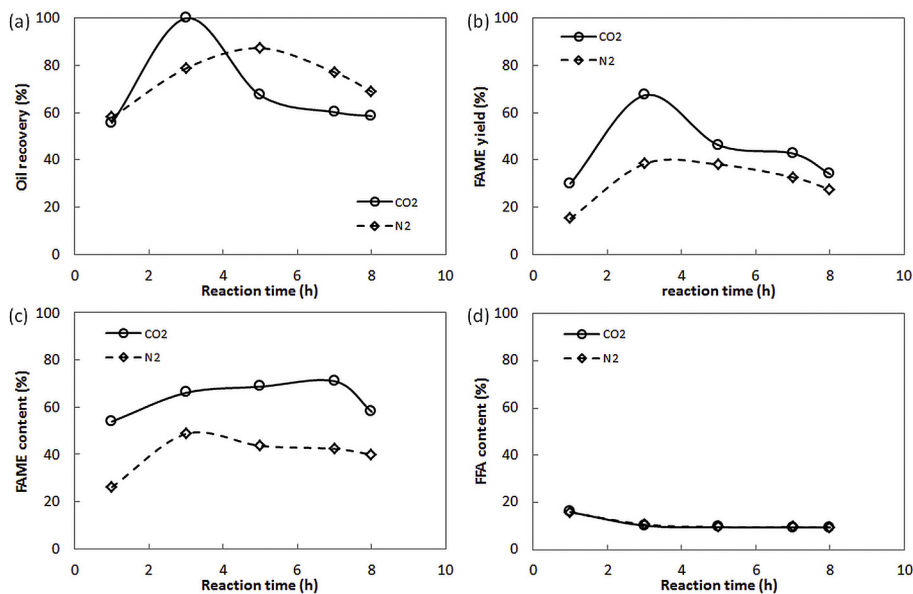 (a)
100
80
60
40
20
0
Oil recovery (%)
CO2
N2
0 2 4 6 8 10
Reaction time (h)
(b)
100
80
60
40
20
0
FAME yield (%)
CO2
N2
0 2 4 6 8 10
reaction time (h)
(c)
100
80
60
40
20
0
FAME content (%)
CO2
N2
0 2 4 6 8 10
Reaction time (h)
(d)
100
80
60
40
20
0
FFA content (%)
CO2
N2
0 2 4 6 8 10
Reaction time (h)